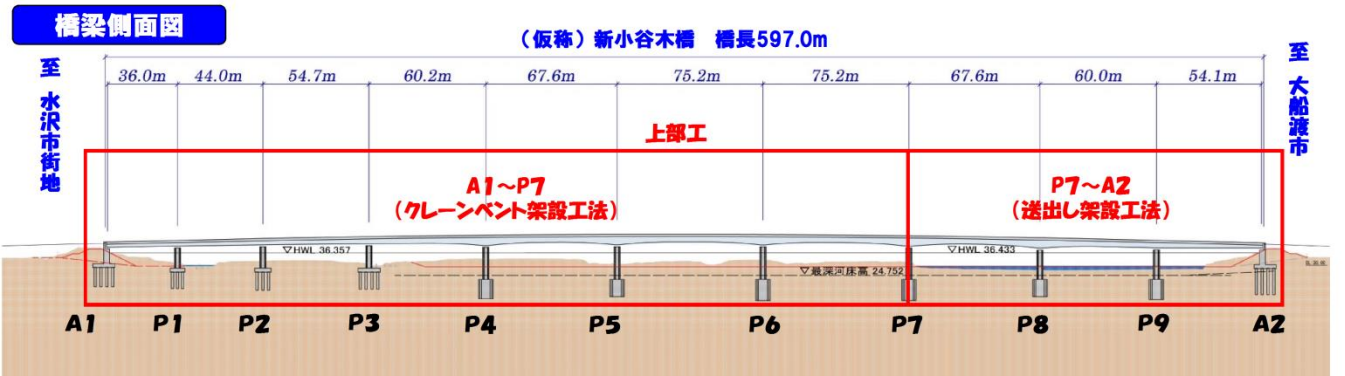 橋梁側面図
（仮称）新小谷木橋 橋長597.0m
至 水沢市街地
至 大船渡市
36.0m 44.0m 54.7m 60.2m 67.6m 75.2m 75.2m 67.6m 60.0m 54.1m
上部工
A1～P7
（クレーンベント架設工法）
P7～A2
（送出し架設工法）
▽HWL 36.357
▽HWL 36.433
▽最深河床高 24.752
A1 P1 P2 P3 P4 P5 P6 P7 P8 P9 A2